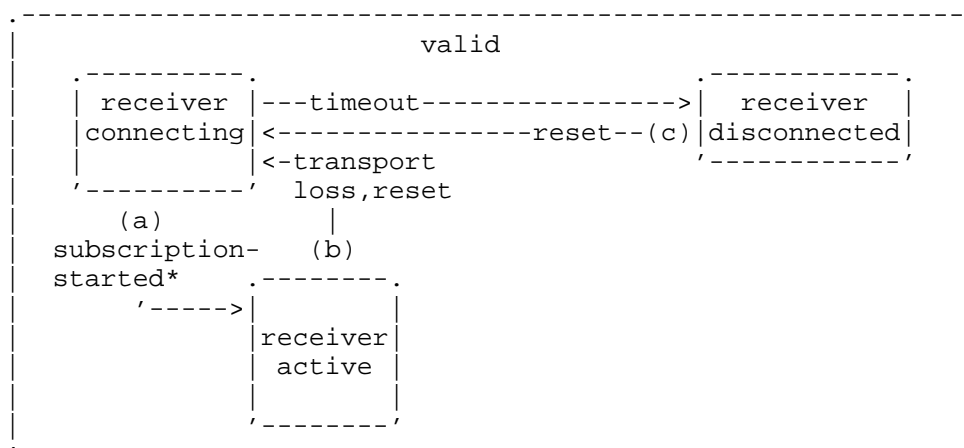 valid
receiver ---timeout----------------> receiver
connecting <----------------reset--(c) disconnected
<-transport
loss,reset
(a)
subscription- (b)
started*
receiver
active